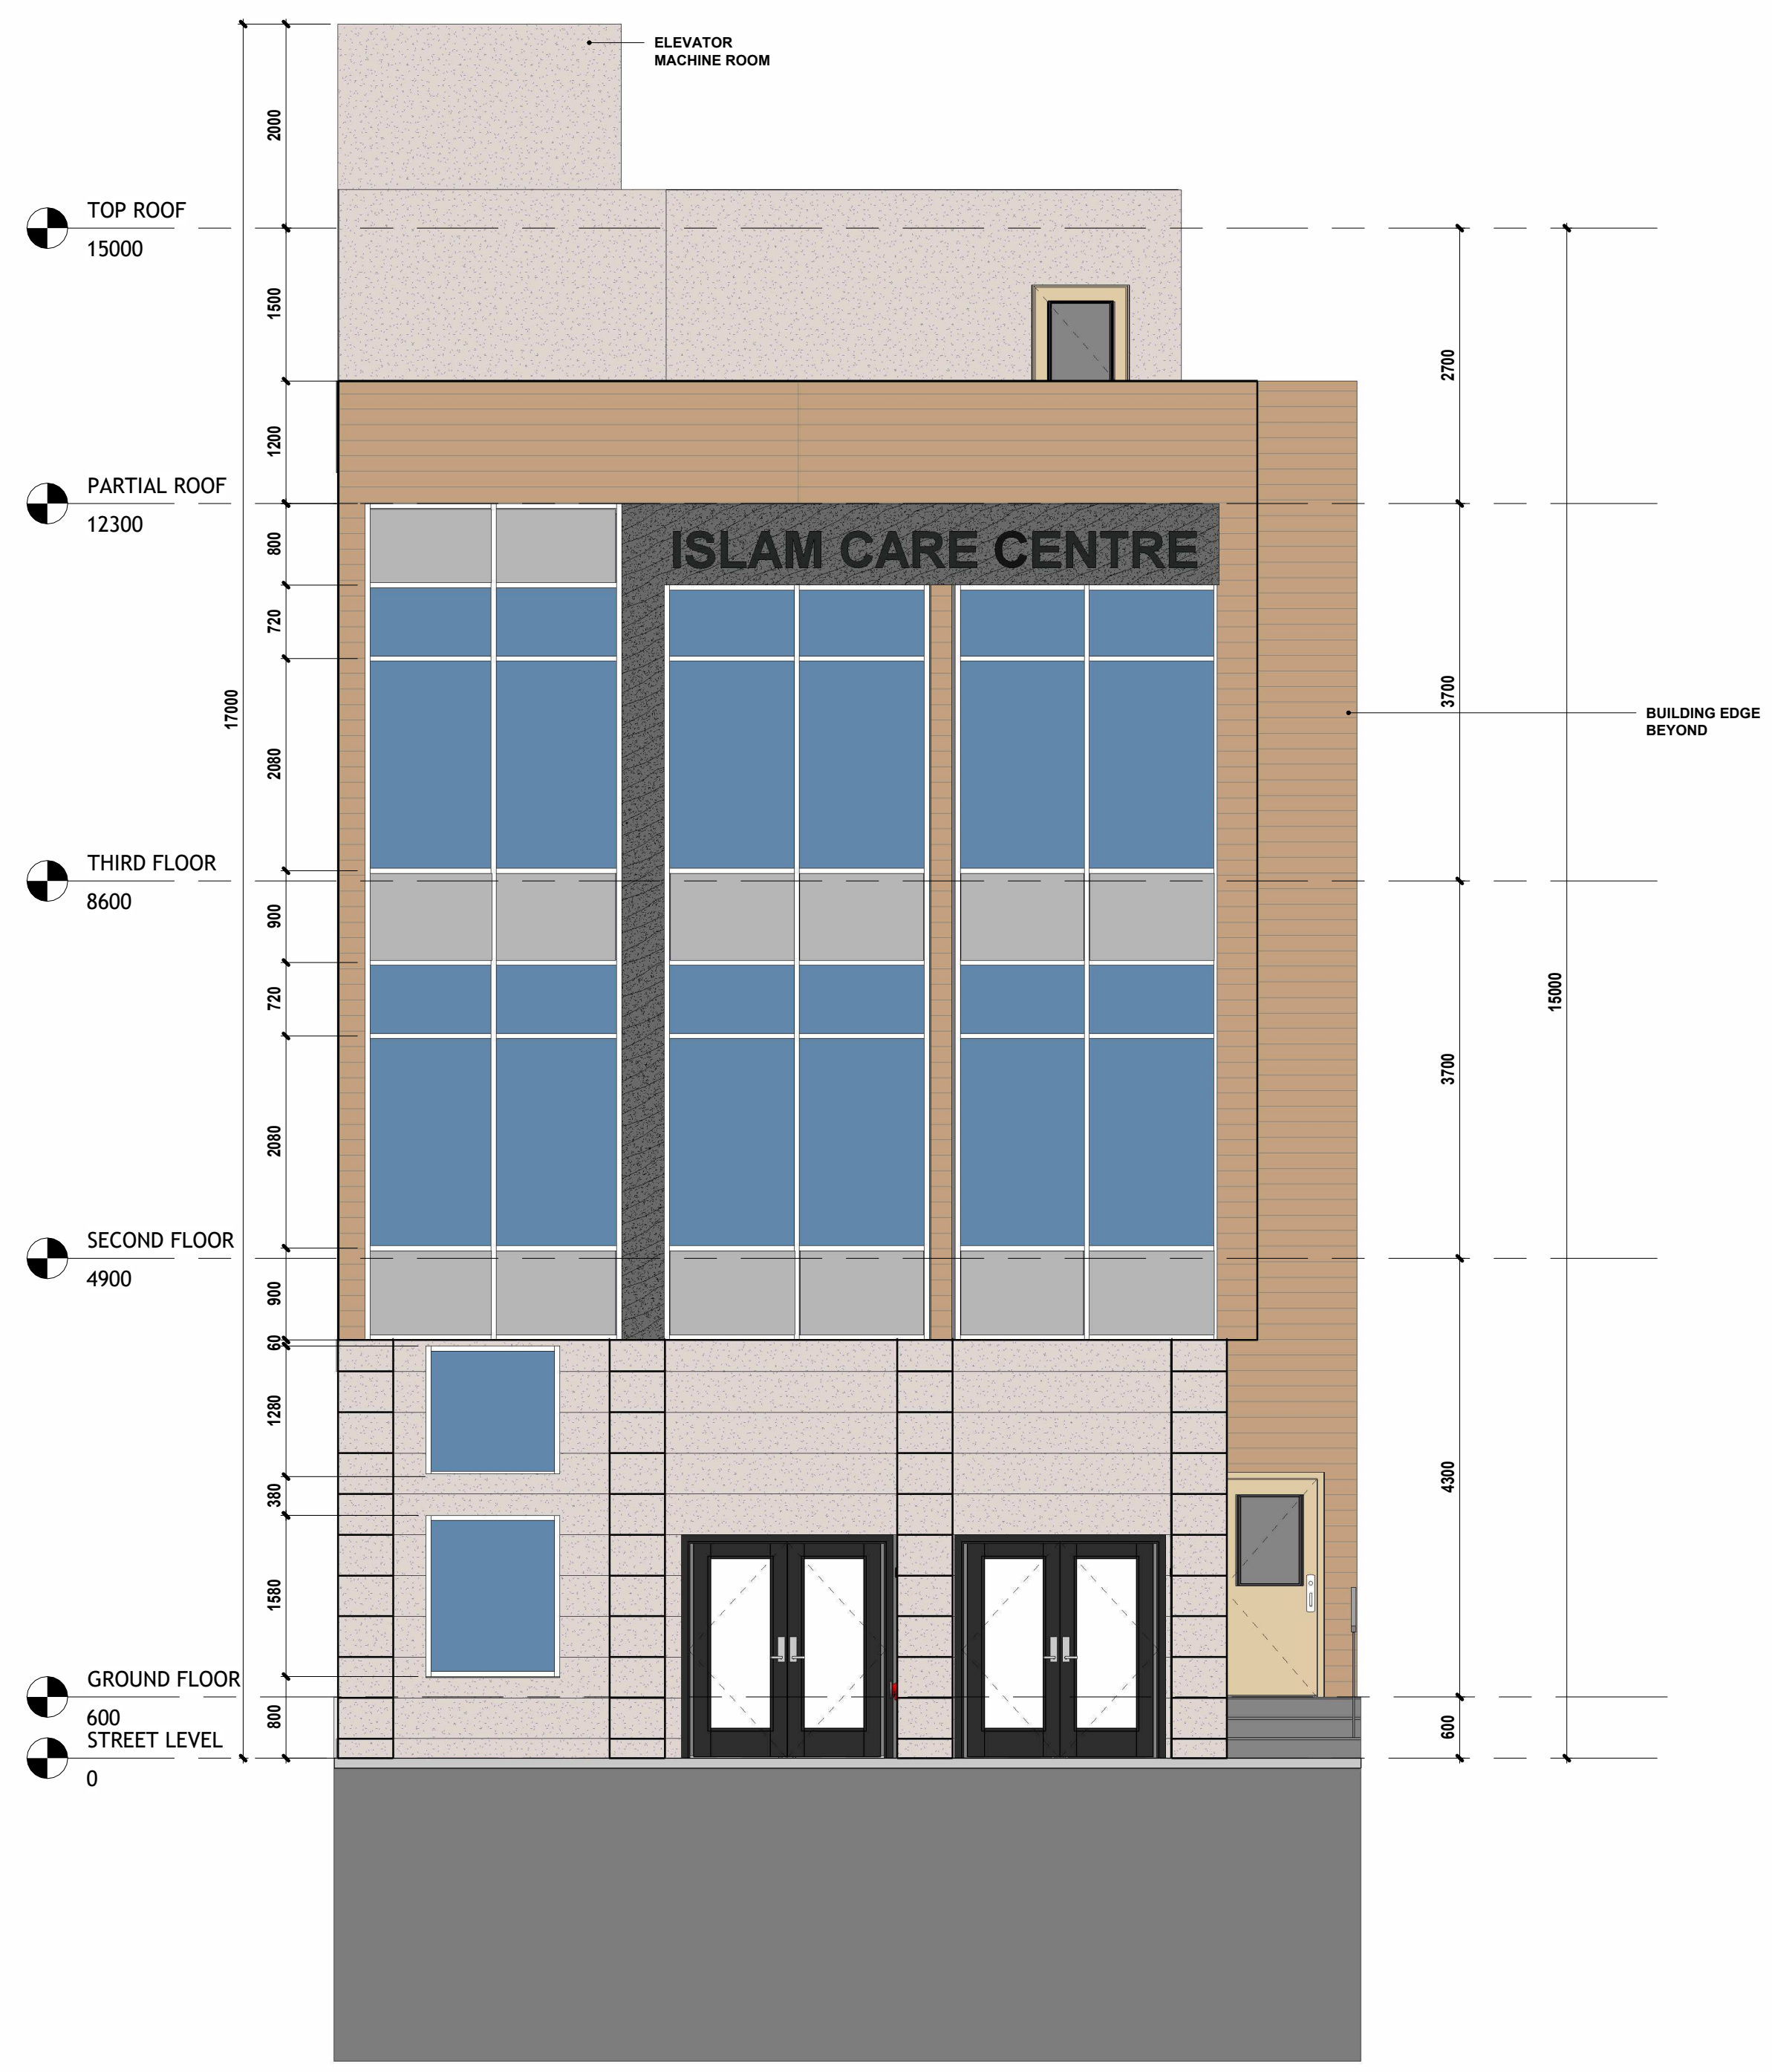 ELEVATOR
MACHINE ROOM
2000
TOP ROOF
15000
1500
2700
1200
PARTIAL ROOF
12300
800
ISLAM CARE CENTRE
720
17000
3700
BUILDING EDGE
BEYOND
2080
THIRD FLOOR
8600
900
720
15000
3700
2080
SECOND FLOOR
4900
900
60
1280
380
4300
1580
GROUND FLOOR
600
800
600
STREET LEVEL
0